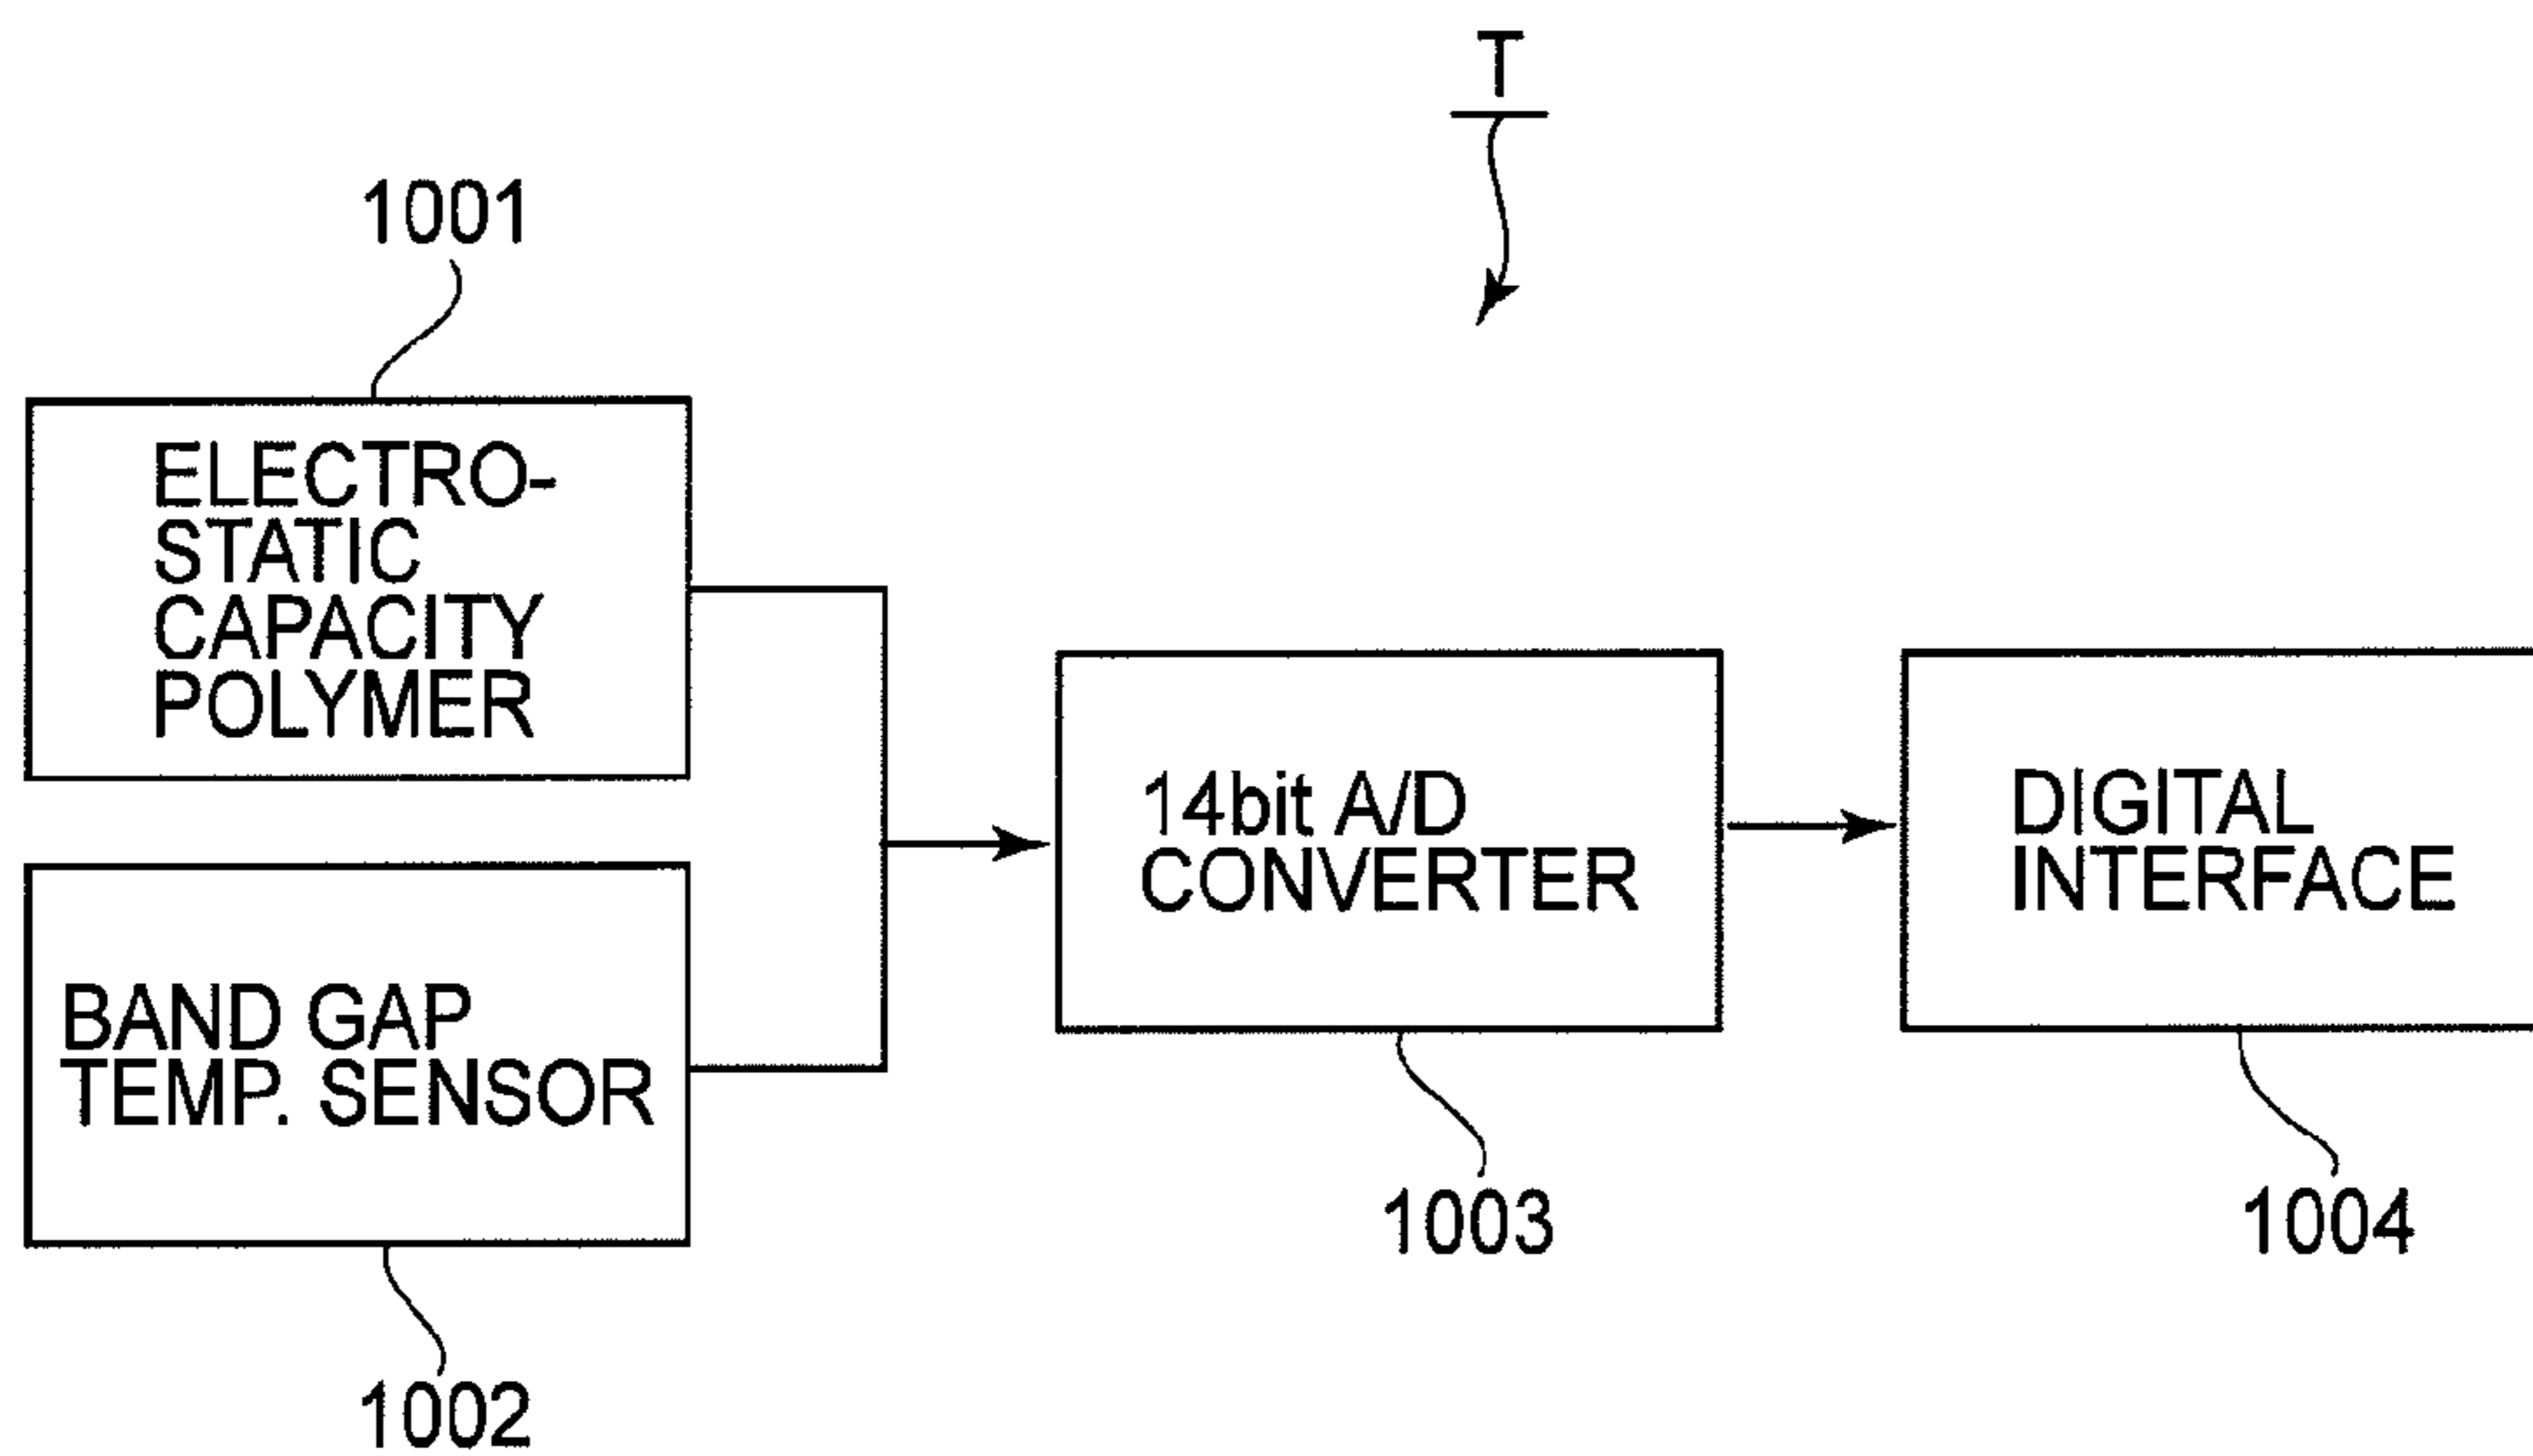 T
1001
ELECTRO-
STATIC
CAPACITY
POLYMER
14bit A/D
CONVERTER
DIGITAL
INTERFACE
BAND GAP
TEMP. SENSOR
1003
1004
1002